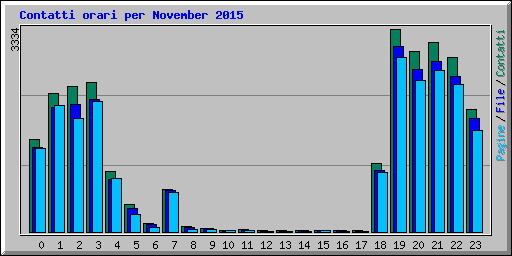 Contatti orari per November 2015
3334
Pagine/File/Contatti
0 1 2 3 4 5 6 7 8 9 10 11 12 13 14 15 16 17 18 19 20 21 22 23